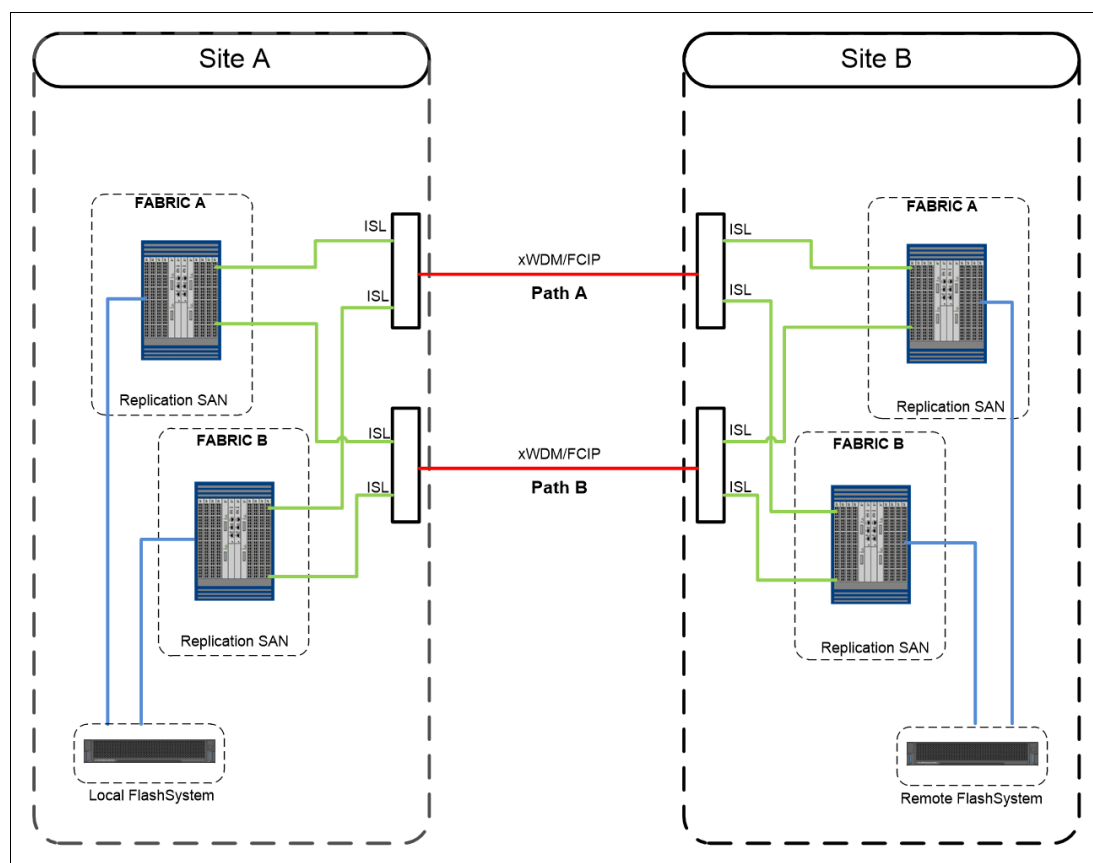 Site A
Site B
FABRIC A
FABRIC A
ISL
ISL
xWDM/FCIP
Path A
ISL
ISL
Replication SAN
Replication SAN
FABRIC B
FABRIC B
ISL
ISL
xWDM/FCIP
Path B
ISL
ISL
Replication SAN
Replication SAN
Local FlashSystem
Remote FlashSystem